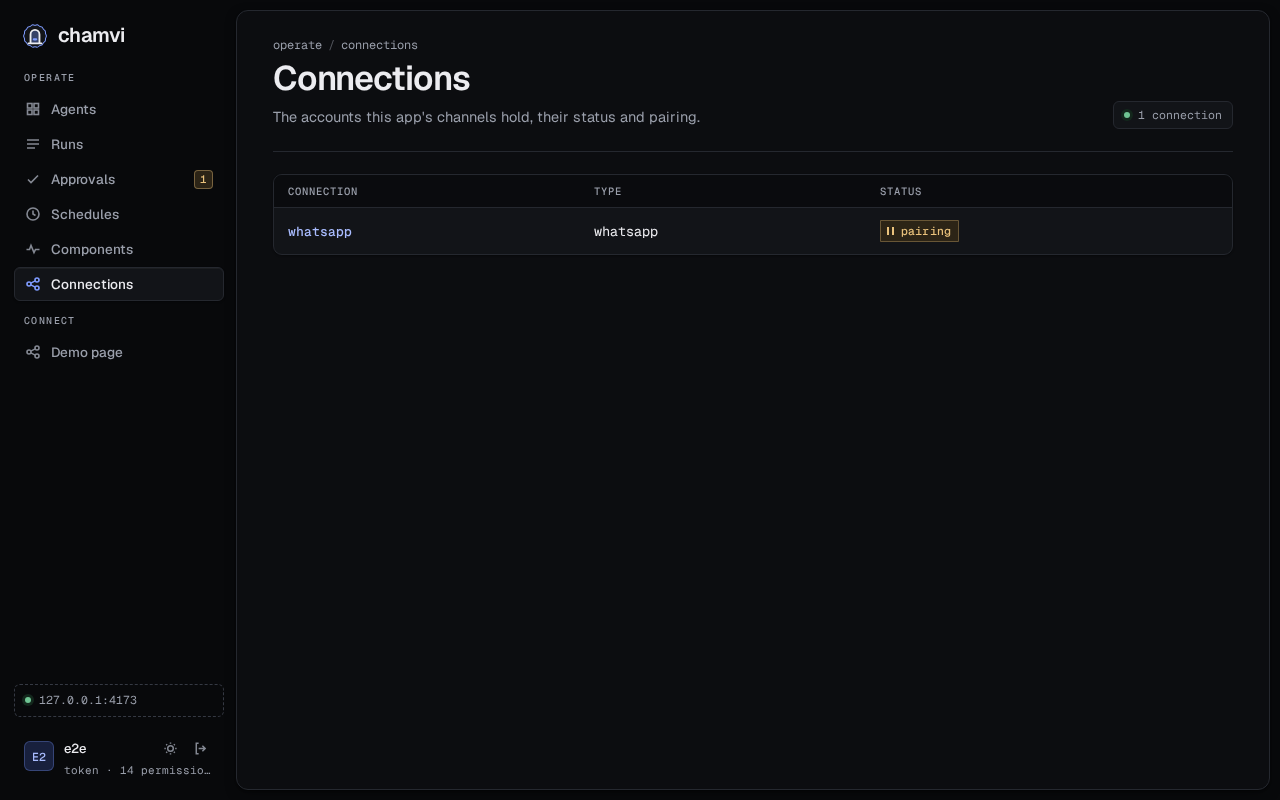 chamvi
OPERATE
Agents
Runs
Approvals 1
Schedules
Components
Connections
CONNECT
Demo page
127.0.0.1:4173
E2 e2e
token · 14 permissio…
operate / connections
Connections
The accounts this app's channels hold, their status and pairing.
1 connection
CONNECTION TYPE STATUS
whatsapp whatsapp pairing